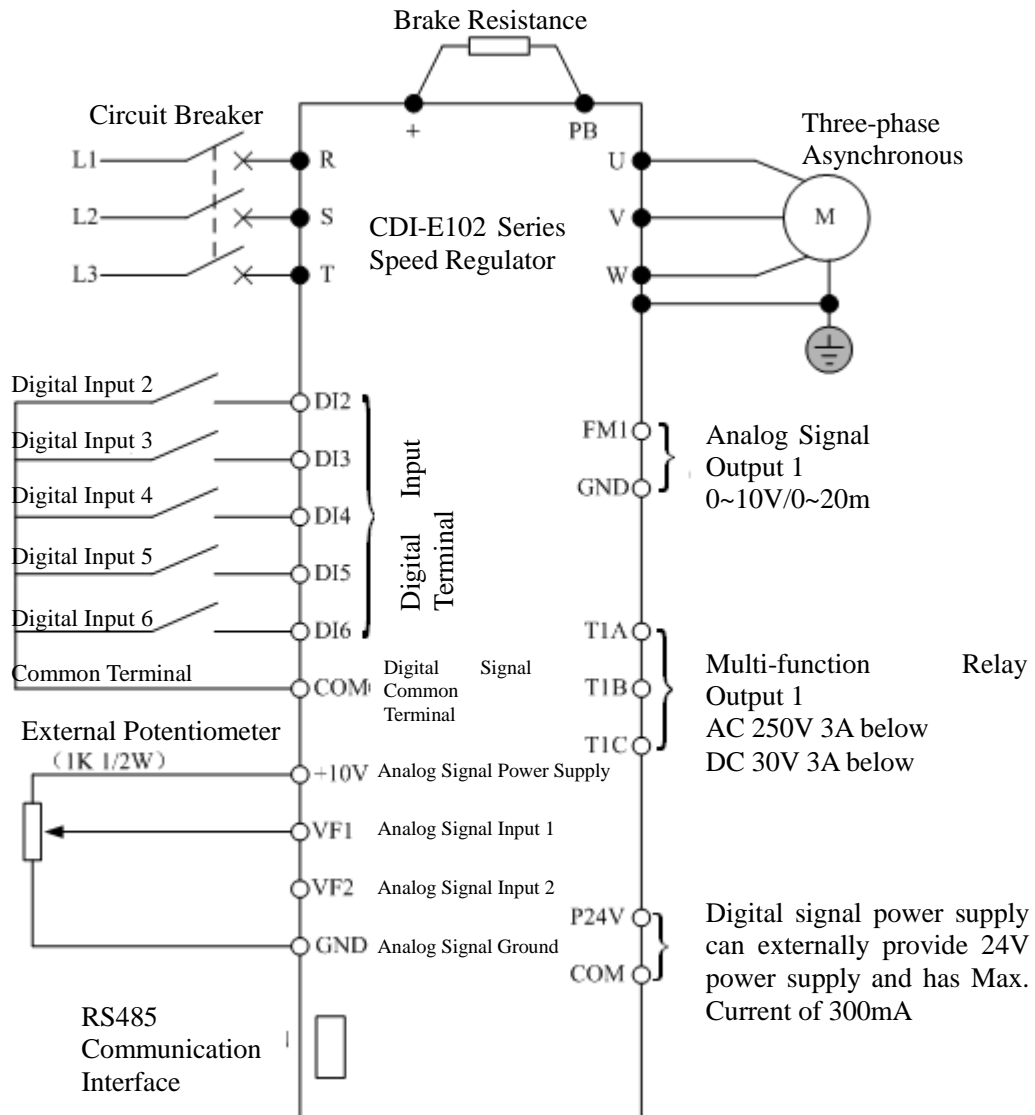 Brake Resistance
+
PB
Circuit Breaker
L1
R
L2
S
L3
T
CDI-E102 Series
Speed Regulator
U
V
W
Three-phase
Asynchronous
M
Digital Input 2
DI2
Digital Input 3
DI3
Digital Input 4
DI4
Digital Input 5
DI5
Digital Input 6
DI6
Digital Input
Terminal
Common Terminal
COM
Digital Signal
Common
Terminal
External Potentiometer
(1K 1/2W)
+10V
Analog Signal Power Supply
VF1
Analog Signal Input 1
VF2
Analog Signal Input 2
GND
Analog Signal Ground
RS485
Communication
Interface
FM1
GND
Analog Signal
Output 1
0~10V/0~20m
T1A
T1B
T1C
Multi-function Relay
Output 1
AC 250V 3A below
DC 30V 3A below
P24V
COM
Digital signal power supply
can externally provide 24V
power supply and has Max.
Current of 300mA